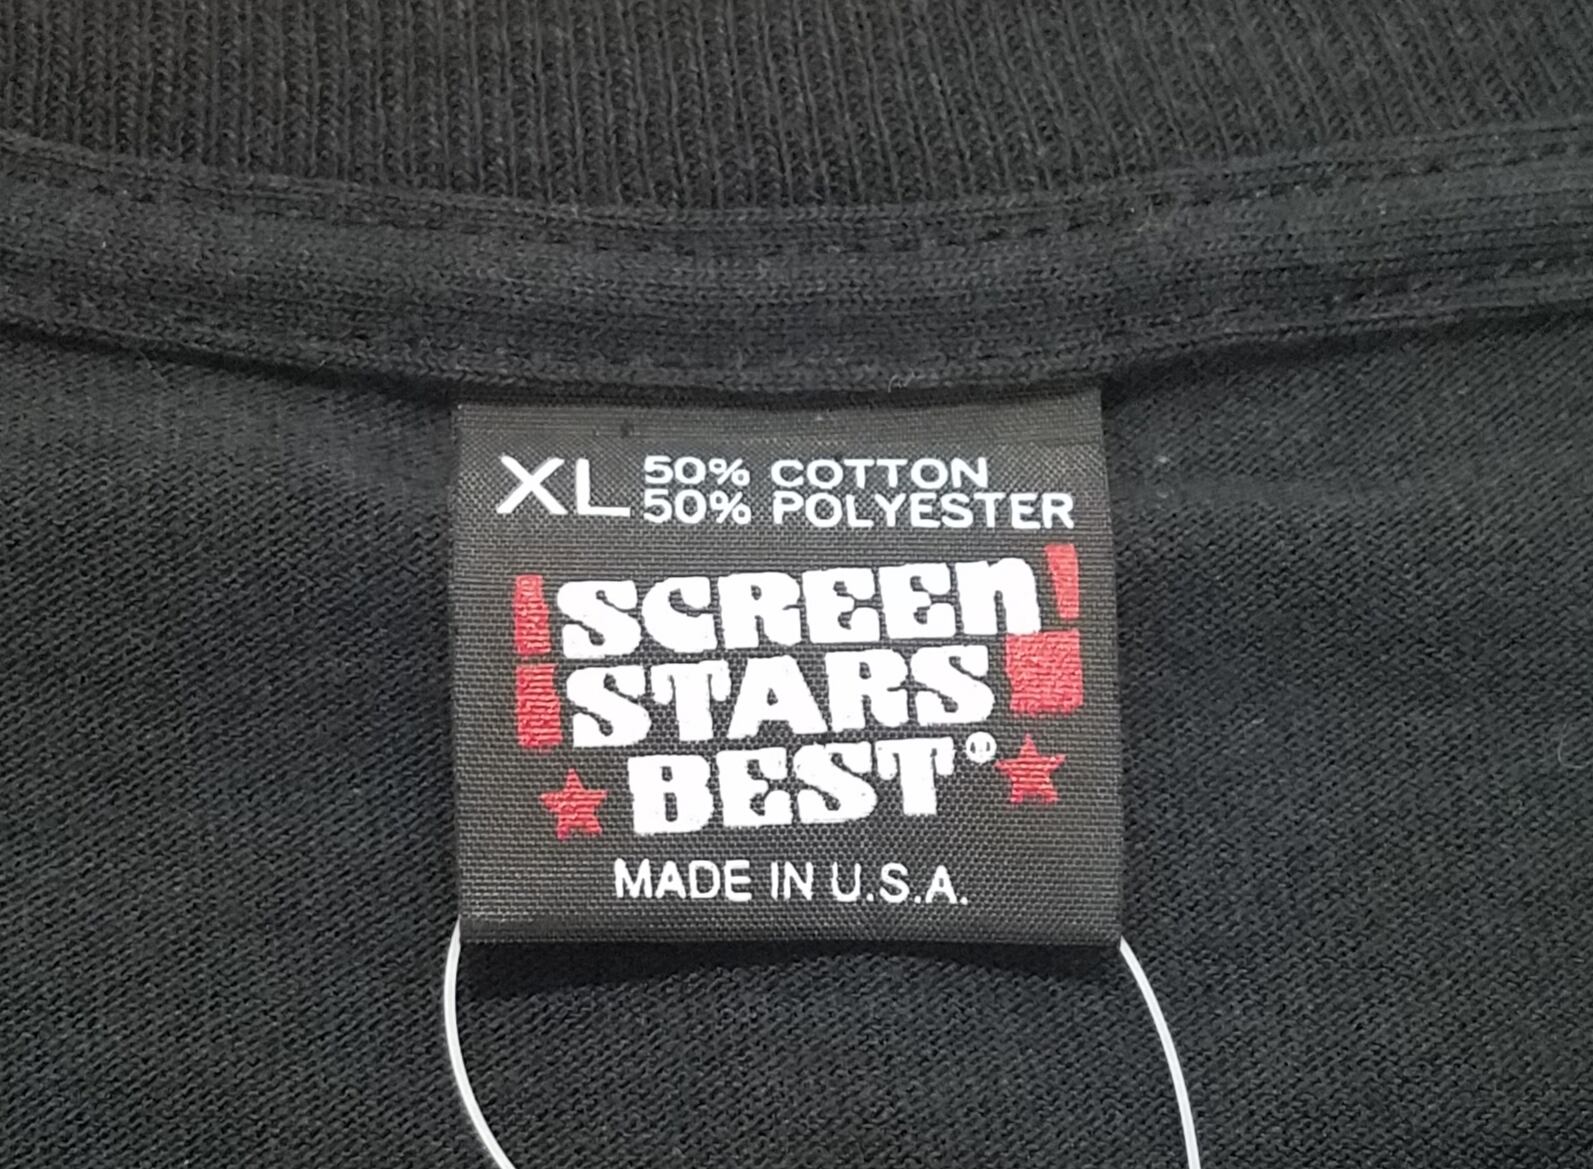 XL 50% COTTON
50% POLYESTER
SCREEn
STARS
BEST®
MADE IN U.S.A.